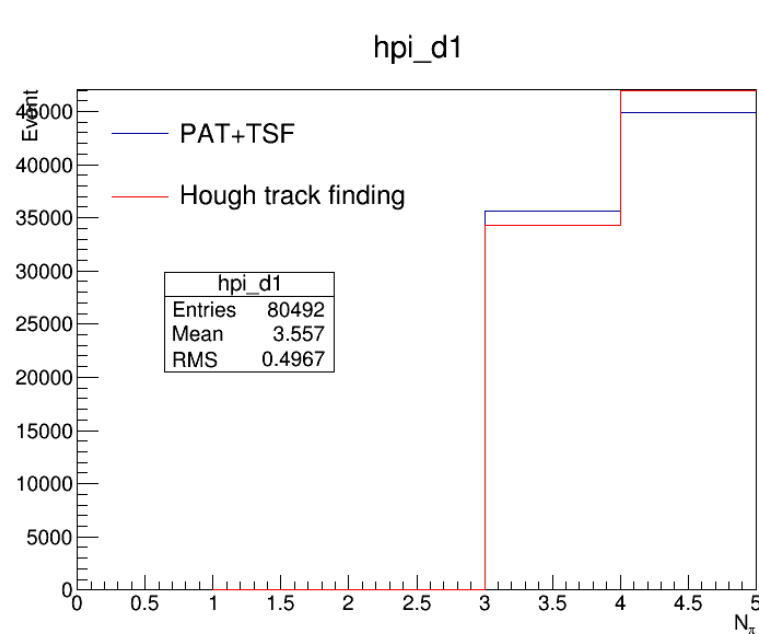 hpi_d1
Event
45000
40000
35000
30000
25000
20000
15000
10000
5000
0
PAT+TSF
Hough track finding
hpi_d1
Entries 80492
Mean 3.557
RMS 0.4967
0 0.5 1 1.5 2 2.5 3 3.5 4 4.5 5
N_π